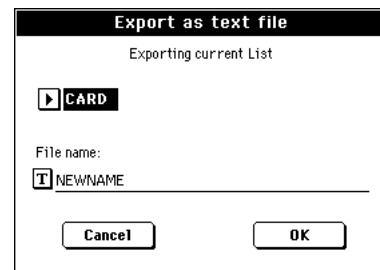 Export as text file
Exporting current List
CARD
File name:
T NEWNAME
Cancel
OK